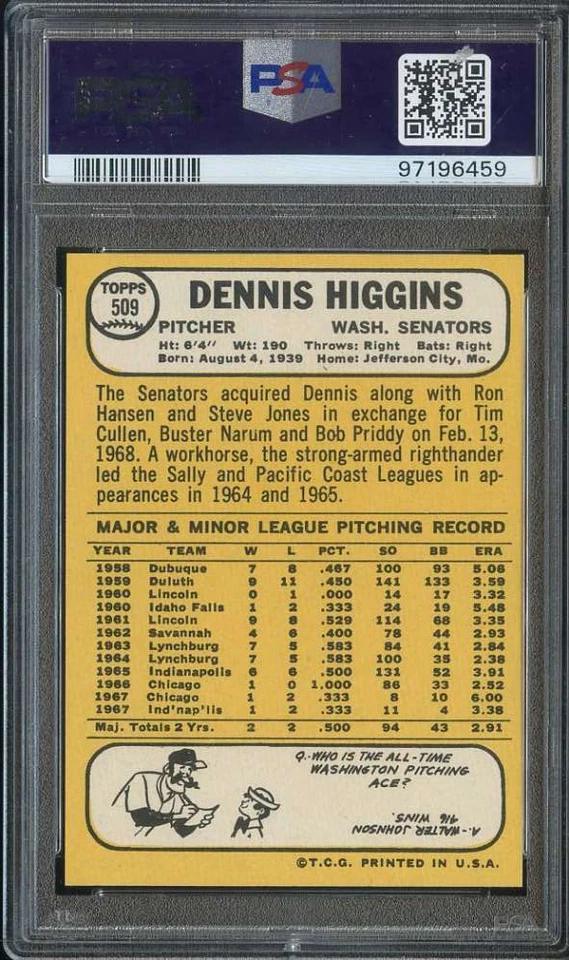 PSA
97196459
TOPPS
509
DENNIS HIGGINS
PITCHER WASH. SENATORS
Ht: 6'4" Wt: 190 Throws: Right Bats: Right
Born: August 4, 1939 Home: Jefferson City, Mo.
The Senators acquired Dennis along with Ron
Hansen and Steve Jones in exchange for Tim
Cullen, Buster Narum and Bob Priddy on Feb. 13,
1968. A workhorse, the strong-armed righthander
led the Sally and Pacific Coast Leagues in ap-
pearances in 1964 and 1965.
MAJOR & MINOR LEAGUE PITCHING RECORD
YEAR TEAM W L PCT. SO BB ERA
1958 Dubuque 7 8 .467 100 93 5.06
1959 Duluth 9 11 .450 141 133 3.59
1960 Lincoln 0 1 .000 14 17 3.32
1960 Idaho Falls 1 2 .333 24 19 5.48
1961 Lincoln 9 8 .529 114 68 3.35
1962 Savannah 4 6 .400 78 44 2.93
1963 Lynchburg 7 5 .583 84 41 2.84
1964 Lynchburg 7 5 .583 100 35 2.38
1965 Indianapolis 6 6 .500 131 52 3.91
1966 Chicago 1 0 1.000 86 33 2.52
1967 Chicago 1 2 .333 8 10 6.00
1967 Ind'nap'lis 1 2 .333 11 4 3.38
Maj. Totals 2 Yrs. 2 2 .500 94 43 2.91
Q.-WHO IS THE ALL-TIME
WASHINGTON PITCHING
ACE?
A.-WALTER JOHNSON
416 WINS.
©T.C.G. PRINTED IN U.S.A.
PSA